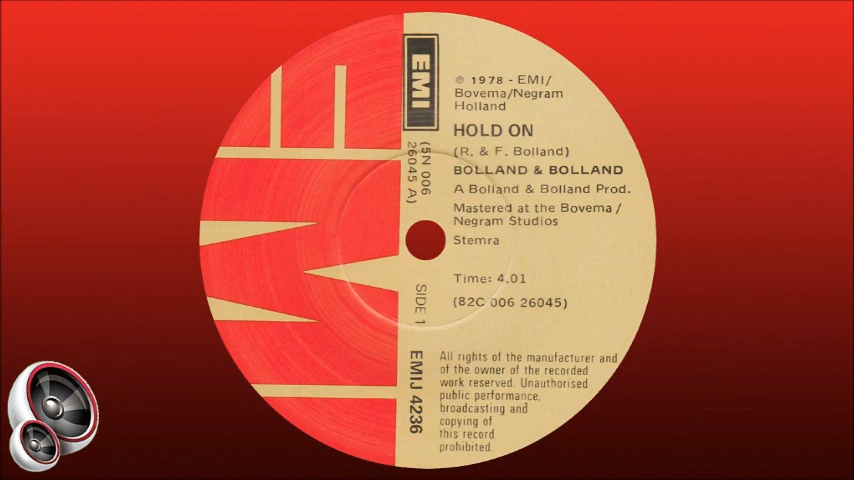 EMI
EMI
℗ 1978 - EMI/
Bovema/Negram
Holland
HOLD ON
(R. & F. Bolland)
BOLLAND & BOLLAND
A Bolland & Bolland Prod.
Mastered at the Bovema /
Negram Studios
Stemra
Time: 4.01
(82C 006 26045)
(5N 006
26045 A)
SIDE 1
EMIJ 4236
All rights of the manufacturer and
of the owner of the recorded
work reserved. Unauthorised
public performance,
broadcasting and
copying of
this record
prohibited.